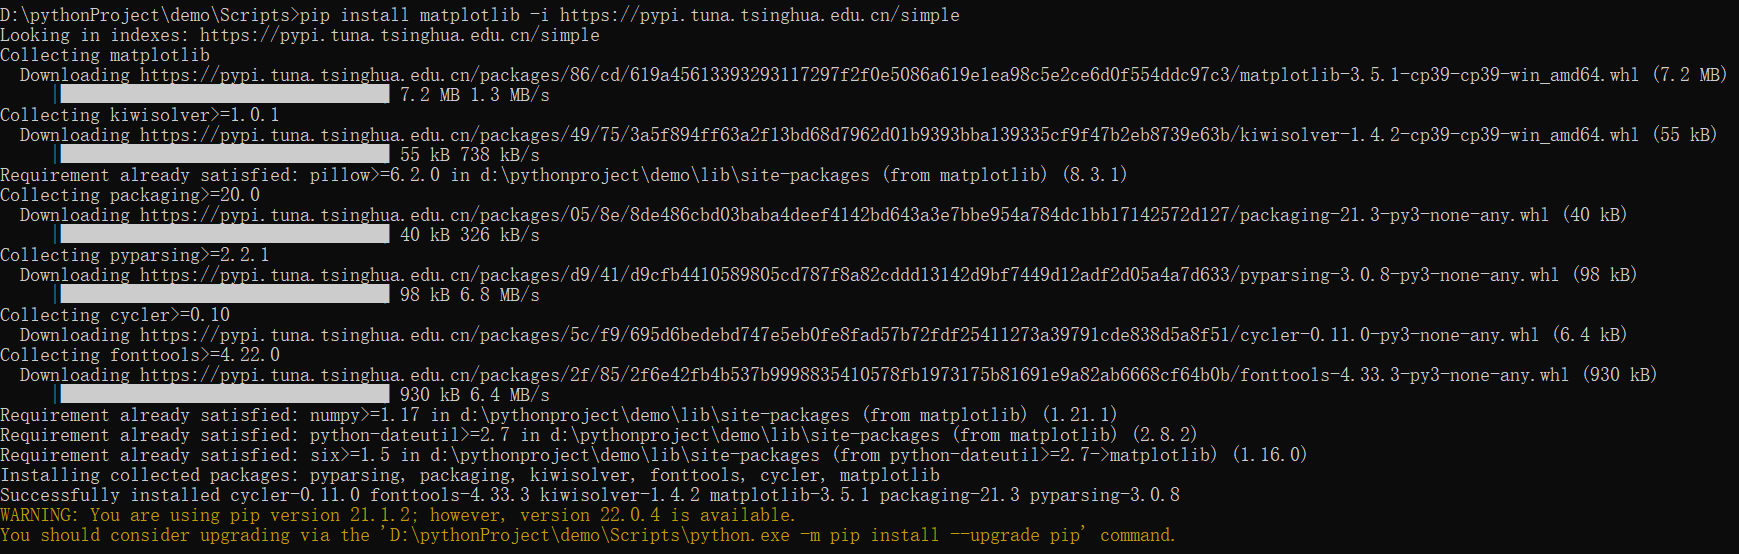 D:\pythonProject\demo\Scripts>pip install matplotlib -i https://pypi.tuna.tsinghua.edu.cn/simple
Looking in indexes: https://pypi.tuna.tsinghua.edu.cn/simple
Collecting matplotlib
  Downloading https://pypi.tuna.tsinghua.edu.cn/packages/86/cd/619a45613393293117297f2f0e5086a619e1ea98c5e2ce6d0f554ddc97c3/matplotlib-3.5.1-cp39-cp39-win_amd64.whl (7.2 MB)
     |████████████████████████████████| 7.2 MB 1.3 MB/s
Collecting kiwisolver>=1.0.1
  Downloading https://pypi.tuna.tsinghua.edu.cn/packages/49/75/3a5f894ff63a2f13bd68d7962d01b9393bba139335cf9f47b2eb8739e63b/kiwisolver-1.4.2-cp39-cp39-win_amd64.whl (55 kB)
     |████████████████████████████████| 55 kB 738 kB/s
Requirement already satisfied: pillow>=6.2.0 in d:\pythonproject\demo\lib\site-packages (from matplotlib) (8.3.1)
Collecting packaging>=20.0
  Downloading https://pypi.tuna.tsinghua.edu.cn/packages/05/8e/8de486cbd03baba4deef4142bd643a3e7bbe954a784dc1bb17142572d127/packaging-21.3-py3-none-any.whl (40 kB)
     |████████████████████████████████| 40 kB 326 kB/s
Collecting pyparsing>=2.2.1
  Downloading https://pypi.tuna.tsinghua.edu.cn/packages/d9/41/d9cfb4410589805cd787f8a82cddd13142d9bf7449d12adf2d05a4a7d633/pyparsing-3.0.8-py3-none-any.whl (98 kB)
     |████████████████████████████████| 98 kB 6.8 MB/s
Collecting cycler>=0.10
  Downloading https://pypi.tuna.tsinghua.edu.cn/packages/5c/f9/695d6bedebd747e5eb0fe8fad57b72fdf25411273a39791cde838d5a8f51/cycler-0.11.0-py3-none-any.whl (6.4 kB)
Collecting fonttools>=4.22.0
  Downloading https://pypi.tuna.tsinghua.edu.cn/packages/2f/85/2f6e42fb4b537b9998835410578fb1973175b81691e9a82ab6668cf64b0b/fonttools-4.33.3-py3-none-any.whl (930 kB)
     |████████████████████████████████| 930 kB 6.4 MB/s
Requirement already satisfied: numpy>=1.17 in d:\pythonproject\demo\lib\site-packages (from matplotlib) (1.21.1)
Requirement already satisfied: python-dateutil>=2.7 in d:\pythonproject\demo\lib\site-packages (from matplotlib) (2.8.2)
Requirement already satisfied: six>=1.5 in d:\pythonproject\demo\lib\site-packages (from python-dateutil>=2.7->matplotlib) (1.16.0)
Installing collected packages: pyparsing, packaging, kiwisolver, fonttools, cycler, matplotlib
Successfully installed cycler-0.11.0 fonttools-4.33.3 kiwisolver-1.4.2 matplotlib-3.5.1 packaging-21.3 pyparsing-3.0.8
WARNING: You are using pip version 21.1.2; however, version 22.0.4 is available.
You should consider upgrading via the 'D:\pythonProject\demo\Scripts\python.exe -m pip install --upgrade pip' command.